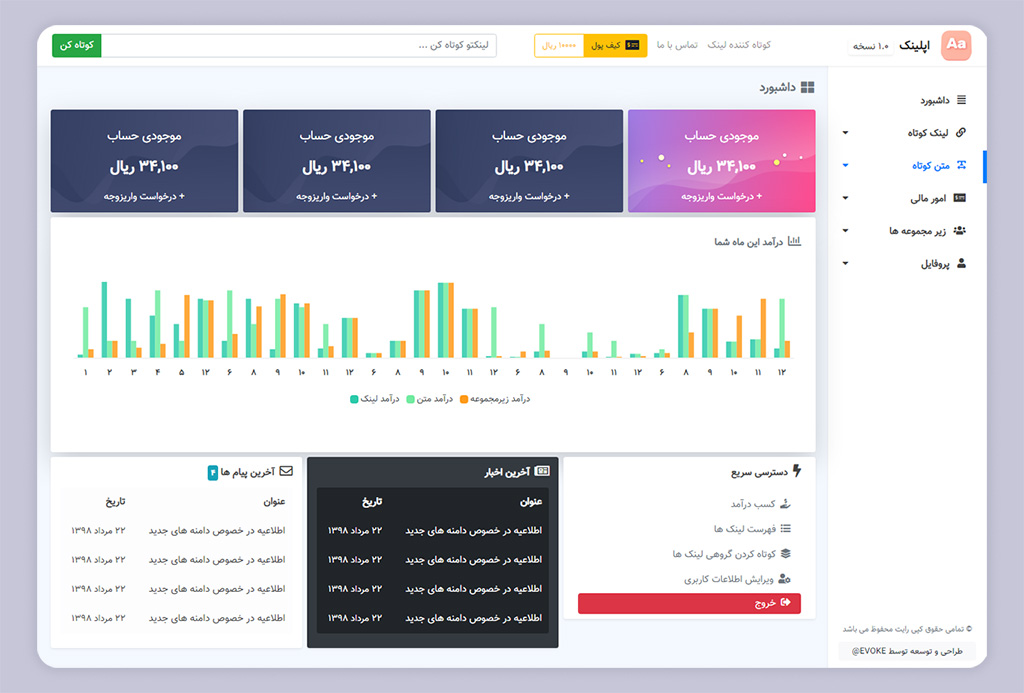 Aa
اپلینک
۱.۰ نسخه
کوتاه کننده لینک
تماس با ما
کیف پول
۱۰۰۰۰ ریال
لینکتو کوتاه کن ...
کوتاه کن
داشبورد
لینک کوتاه
متن کوتاه
امور مالی
زیر مجموعه ها
پروفایل
© تمامی حقوق کپی رایت محفوظ می باشد
طراحی و توسعه توسط EVOKE@
داشبورد
موجودی حساب
۳۴,۱۰۰ ریال
+ درخواست واریزوجه
موجودی حساب
۳۴,۱۰۰ ریال
+ درخواست واریزوجه
موجودی حساب
۳۴,۱۰۰ ریال
+ درخواست واریزوجه
موجودی حساب
۳۴,۱۰۰ ریال
+ درخواست واریزوجه
درآمد این ماه شما
۱ ۲ ۳ ۴ ۵ ۱۲ ۶ ۸ ۹ ۱۰ ۱۱ ۱۲ ۶ ۸ ۹ ۱۰ ۱۱ ۱۲ ۶ ۸ ۹ ۱۰ ۱۱ ۱۲ ۶ ۸ ۹ ۱۰ ۱۱ ۱۲
درآمد زیرمجموعه درآمد متن درآمد لینک
دسترسی سریع
کسب درآمد
فهرست لینک ها
کوتاه کردن گروهی لینک ها
ویرایش اطلاعات کاربری
خروج
آخرین اخبار
عنوان تاریخ
اطلاعیه در خصوص دامنه های جدید ۲۲ مرداد ۱۳۹۸
اطلاعیه در خصوص دامنه های جدید ۲۲ مرداد ۱۳۹۸
اطلاعیه در خصوص دامنه های جدید ۲۲ مرداد ۱۳۹۸
اطلاعیه در خصوص دامنه های جدید ۲۲ مرداد ۱۳۹۸
آخرین پیام ها ۴
عنوان تاریخ
اطلاعیه در خصوص دامنه های جدید ۲۲ مرداد ۱۳۹۸
اطلاعیه در خصوص دامنه های جدید ۲۲ مرداد ۱۳۹۸
اطلاعیه در خصوص دامنه های جدید ۲۲ مرداد ۱۳۹۸
اطلاعیه در خصوص دامنه های جدید ۲۲ مرداد ۱۳۹۸